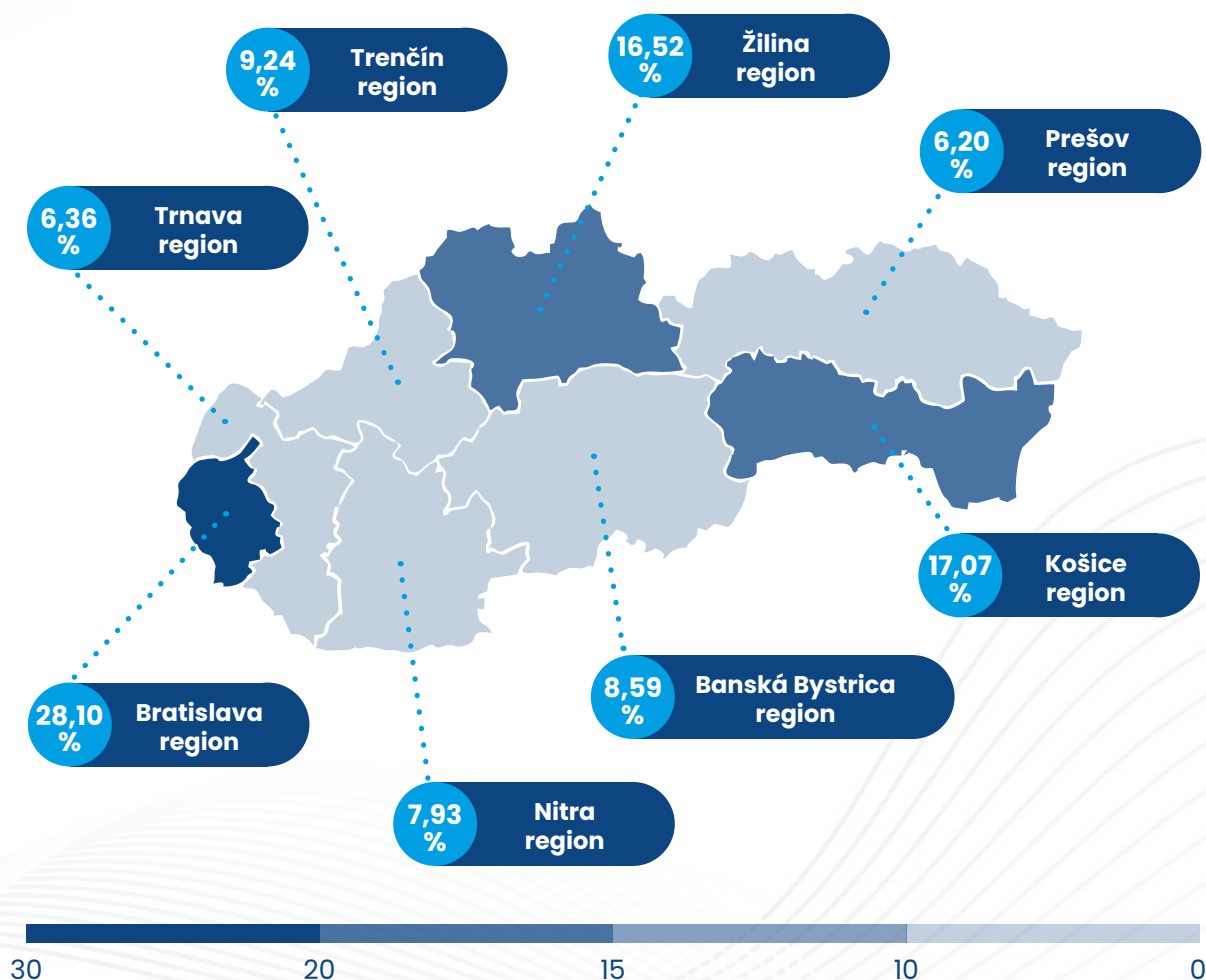 9,24
%
Trenčín
region
16,52
%
Žilina
region
6,20
%
Prešov
region
6,36
%
Trnava
region
17,07
%
Košice
region
8,59
%
Banská Bystrica
region
28,10
%
Bratislava
region
7,93
%
Nitra
region
30 20 15 10 0